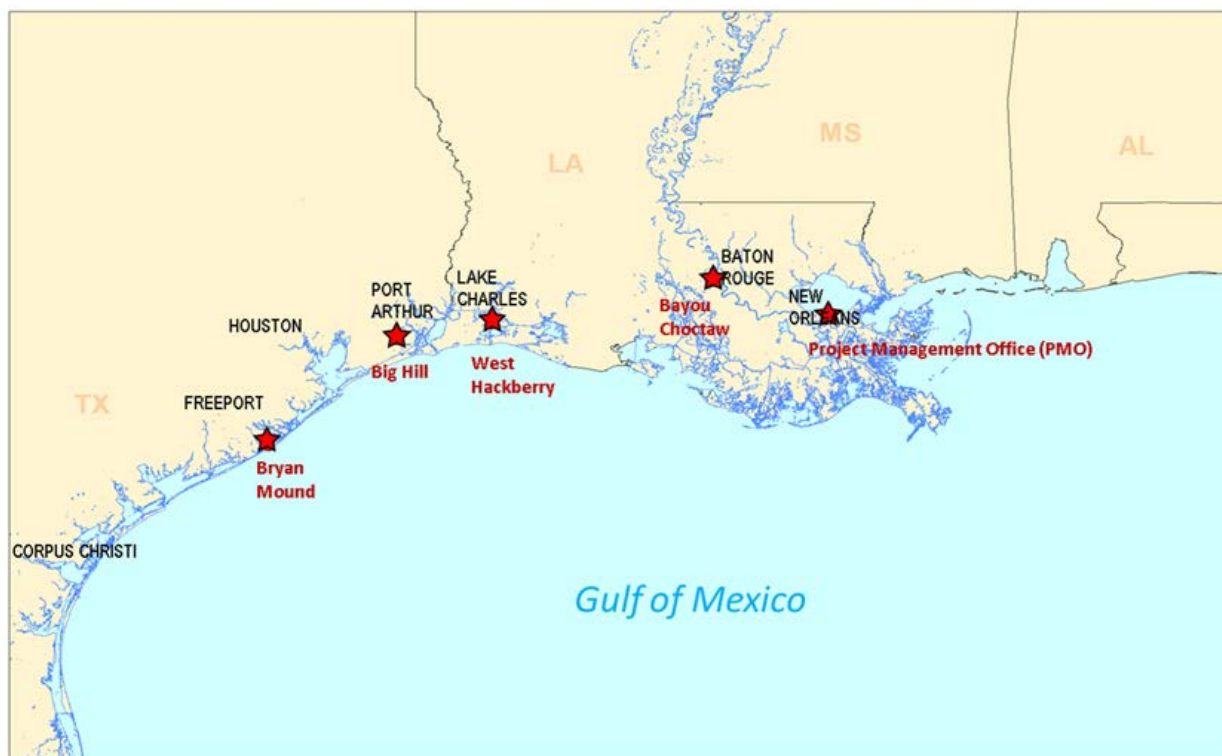 MS
LA
AL
BATON
ROUGE
LAKE
CHARLES
PORT
ARTHUR
NEW
ORLEANS
Bayou
Choctaw
HOUSTON
Project Management Office (PMO)
West
Hackberry
Big Hill
TX
FREEPORT
Bryan
Mound
CORPUS CHRISTI
Gulf of Mexico